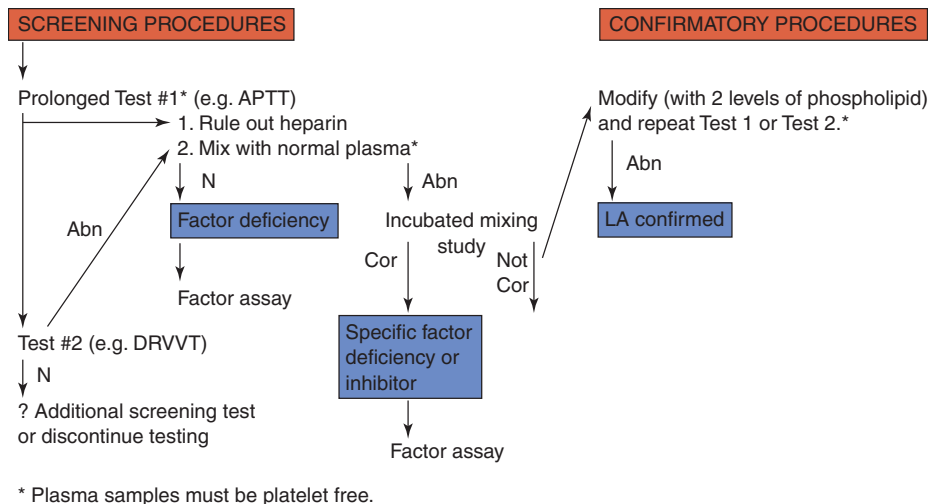 SCREENING PROCEDURES
CONFIRMATORY PROCEDURES
Prolonged Test #1* (e.g. APTT)
1. Rule out heparin
2. Mix with normal plasma*
Modify (with 2 levels of phospholipid)
and repeat Test 1 or Test 2.*
N
Abn
Abn
Abn
Factor deficiency
Incubated mixing
study
LA confirmed
Cor
Not
Cor
Factor assay
Test #2 (e.g. DRVVT)
N
Specific factor
deficiency or
inhibitor
? Additional screening test
or discontinue testing
Factor assay
* Plasma samples must be platelet free.